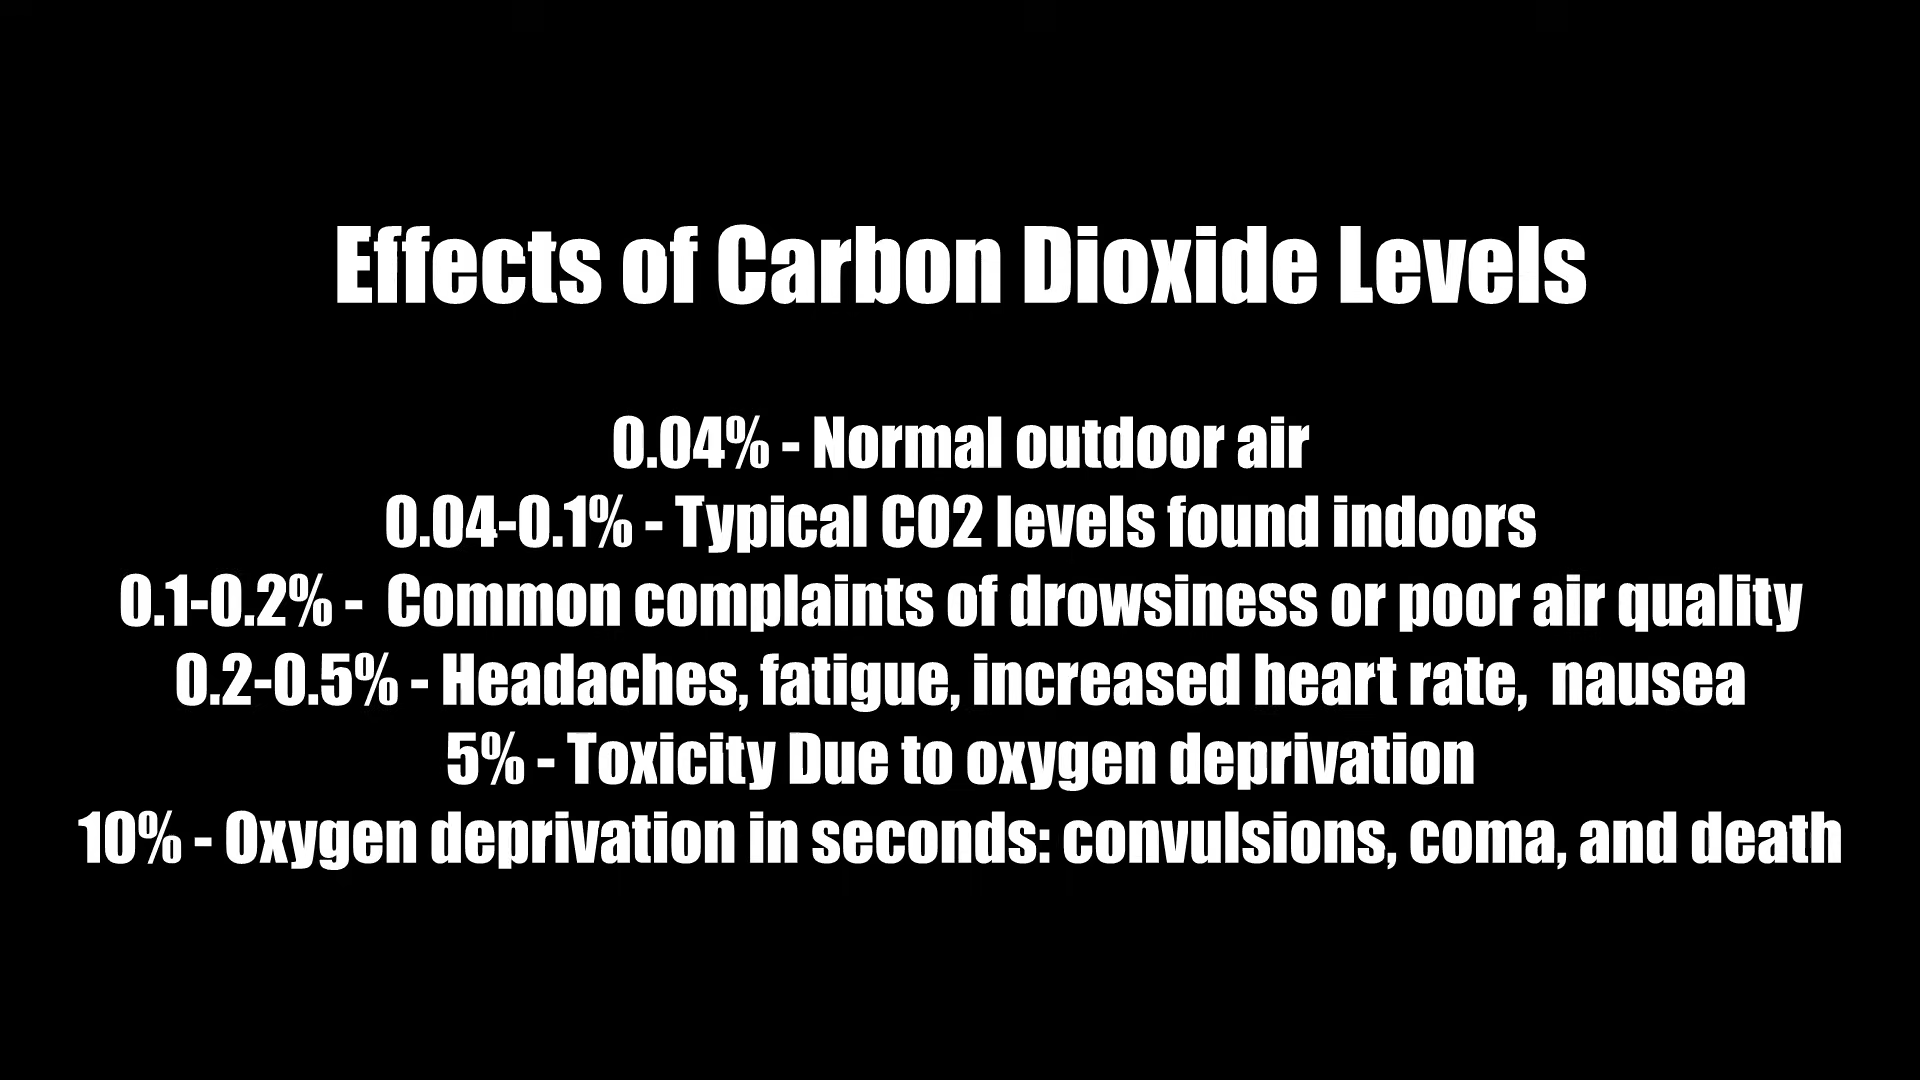 Effects of Carbon Dioxide Levels
0.04% - Normal outdoor air
0.04-0.1% - Typical CO2 levels found indoors
0.1-0.2% -  Common complaints of drowsiness or poor air quality
0.2-0.5% - Headaches, fatigue, increased heart rate,  nausea
5% - Toxicity Due to oxygen deprivation
10% - Oxygen deprivation in seconds: convulsions, coma, and death